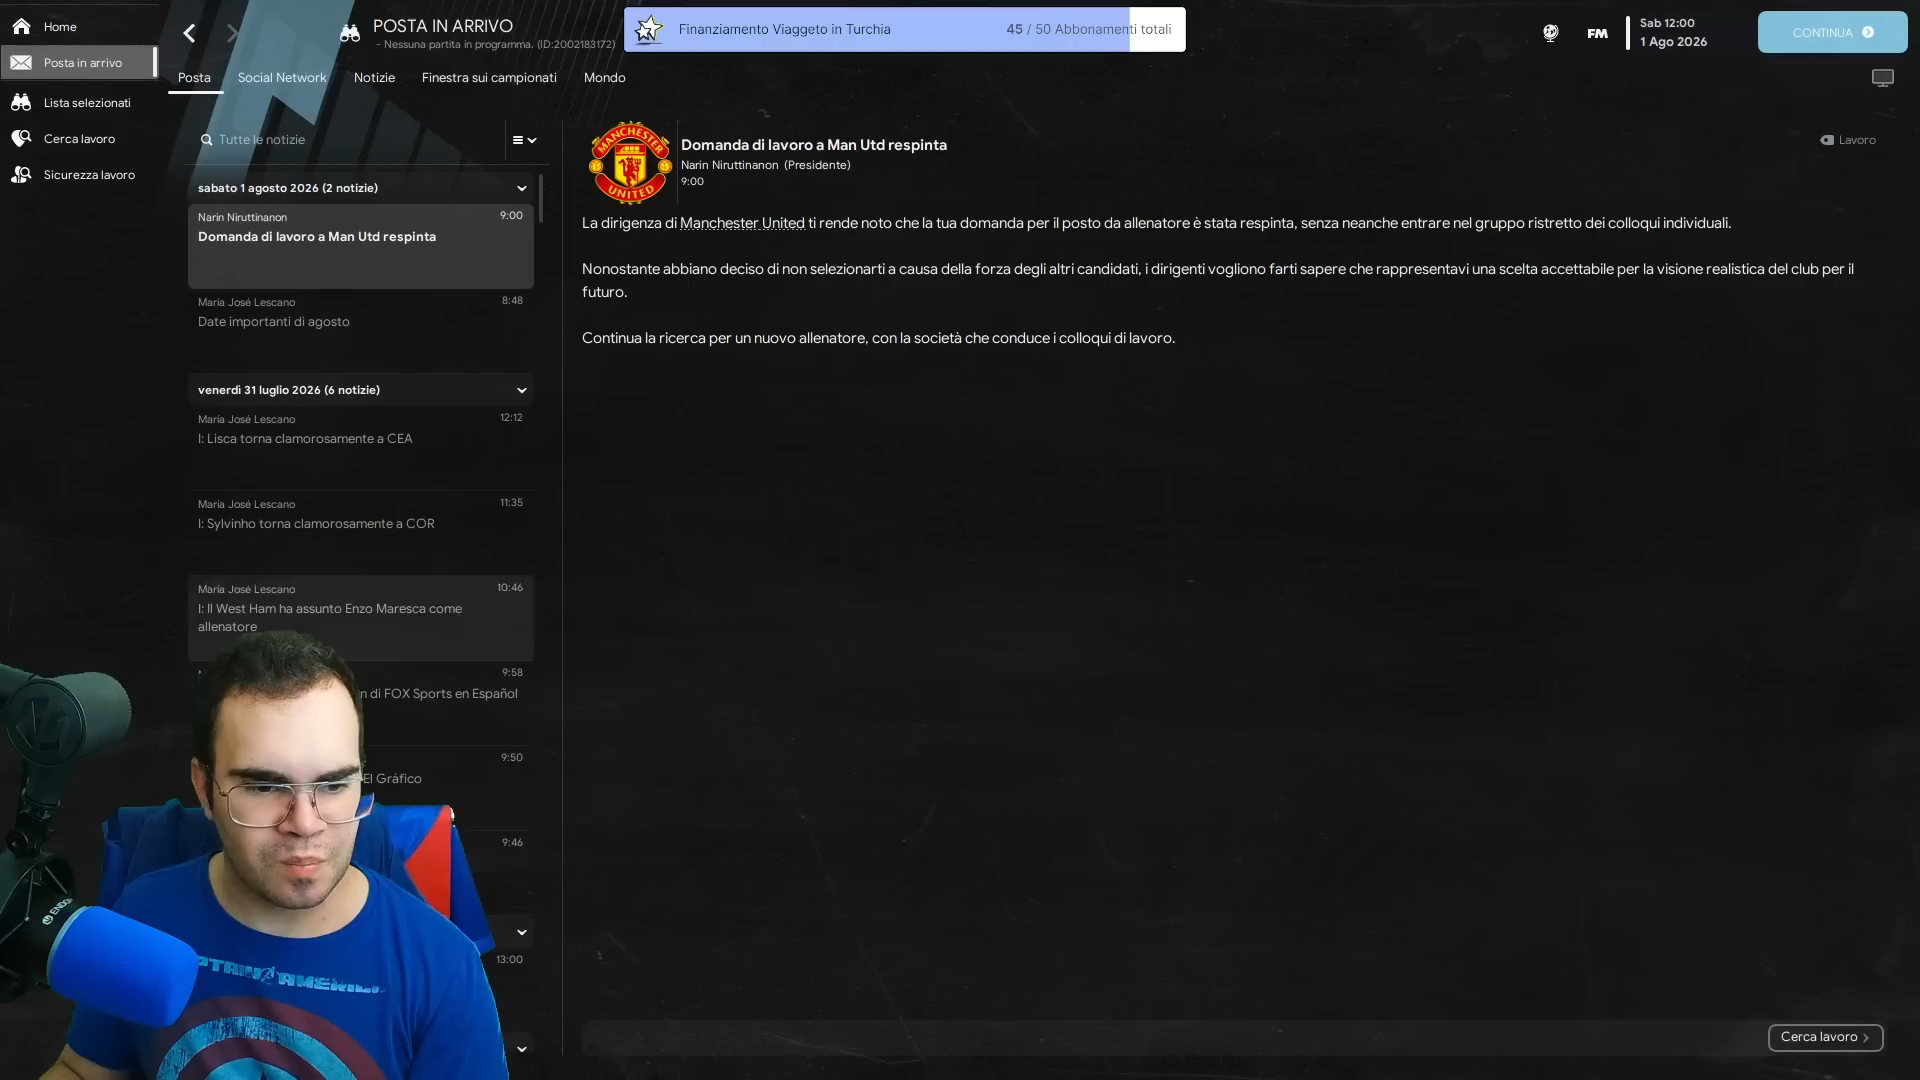 Home
Posta in arrivo
Lista selezionati
Cerca lavoro
Sicurezza lavoro
POSTA IN ARRIVO
- Nessuna partita in programma. (ID:2002183172)
Finanziamento Viaggeto in Turchia
45 / 50 Abbonamenti totali
FM
Sab 12:00
1 Ago 2026
CONTINUA
Posta
Social Network
Notizie
Finestra sui campionati
Mondo
Tutte le notizie
sabato 1 agosto 2026 (2 notizie)
Narin Niruttinanon
9:00
Domanda di lavoro a Man Utd respinta
Maria José Lescano
8:48
Date importanti di agosto
venerdì 31 luglio 2026 (6 notizie)
Maria José Lescano
12:12
I: Lisca torna clamorosamente a CEA
Maria José Lescano
11:35
I: Sylvinho torna clamorosamente a COR
Maria José Lescano
10:46
I: Il West Ham ha assunto Enzo Maresca come
allenatore
9:58
di FOX Sports en Español
9:50
El Gráfico
9:46
13:00
MANCHESTER
UNITED
Domanda di lavoro a Man Utd respinta
Narin Niruttinanon (Presidente)
9:00
Lavoro
La dirigenza di Manchester United ti rende noto che la tua domanda per il posto da allenatore è stata respinta, senza neanche entrare nel gruppo ristretto dei colloqui individuali.
Nonostante abbiano deciso di non selezionarti a causa della forza degli altri candidati, i dirigenti vogliono farti sapere che rappresentavi una scelta accettabile per la visione realistica del club per il
futuro.
Continua la ricerca per un nuovo allenatore, con la società che conduce i colloqui di lavoro.
Cerca lavoro